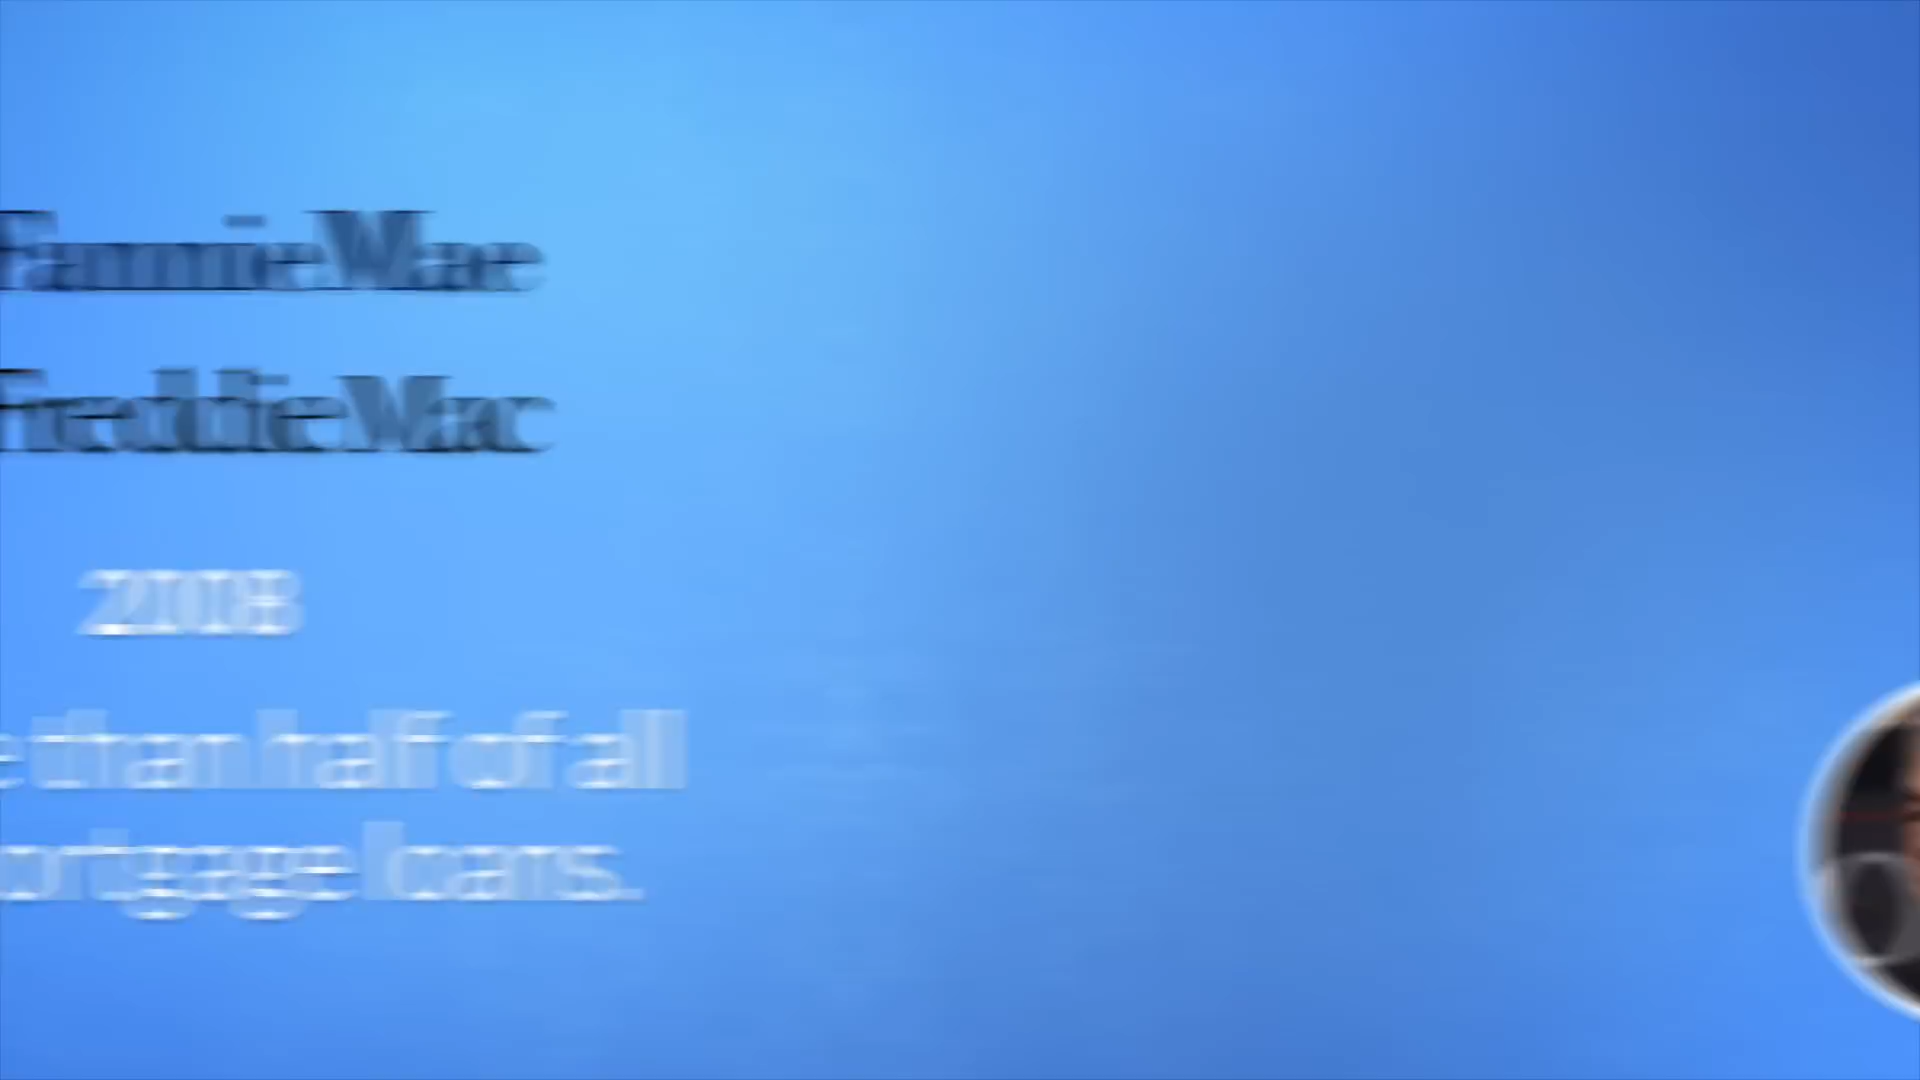 Fannie Mae
Freddie Mac
2008
than half of all
loans.